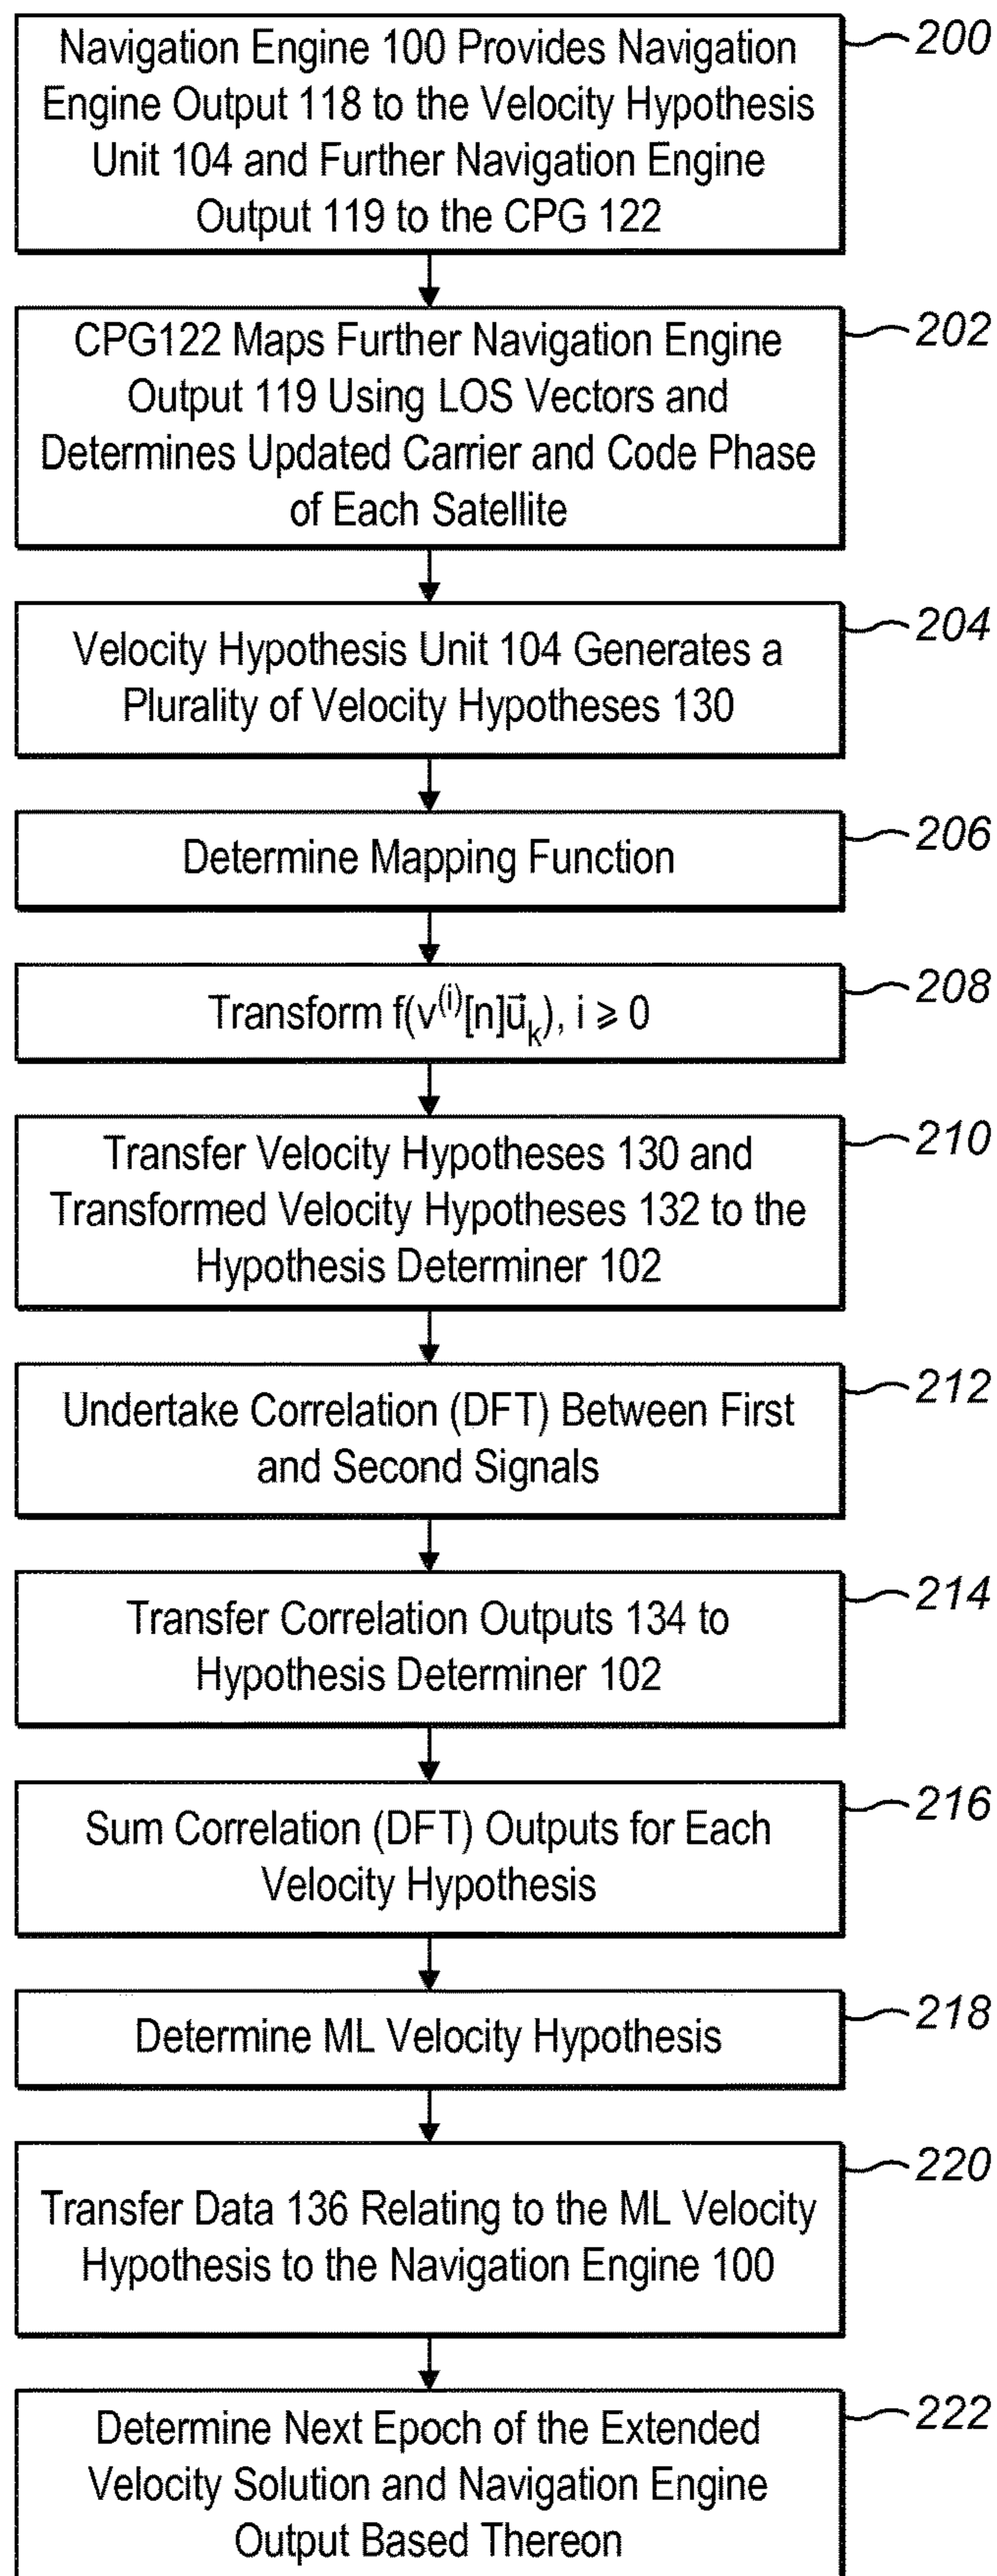 Navigation Engine 100 Provides Navigation
Engine Output 118 to the Velocity Hypothesis
Unit 104 and Further Navigation Engine
Output 119 to the CPG 122
200
CPG122 Maps Further Navigation Engine
Output 119 Using LOS Vectors and
Determines Updated Carrier and Code Phase
of Each Satellite
202
Velocity Hypothesis Unit 104 Generates a
Plurality of Velocity Hypotheses 130
204
Determine Mapping Function
206
Transform f(v⁽ⁱ⁾[n]u⃗ₖ), i ⩾ 0
208
Transfer Velocity Hypotheses 130 and
Transformed Velocity Hypotheses 132 to the
Hypothesis Determiner 102
210
Undertake Correlation (DFT) Between First
and Second Signals
212
Transfer Correlation Outputs 134 to
Hypothesis Determiner 102
214
Sum Correlation (DFT) Outputs for Each
Velocity Hypothesis
216
Determine ML Velocity Hypothesis
218
Transfer Data 136 Relating to the ML Velocity
Hypothesis to the Navigation Engine 100
220
Determine Next Epoch of the Extended
Velocity Solution and Navigation Engine
Output Based Thereon
222